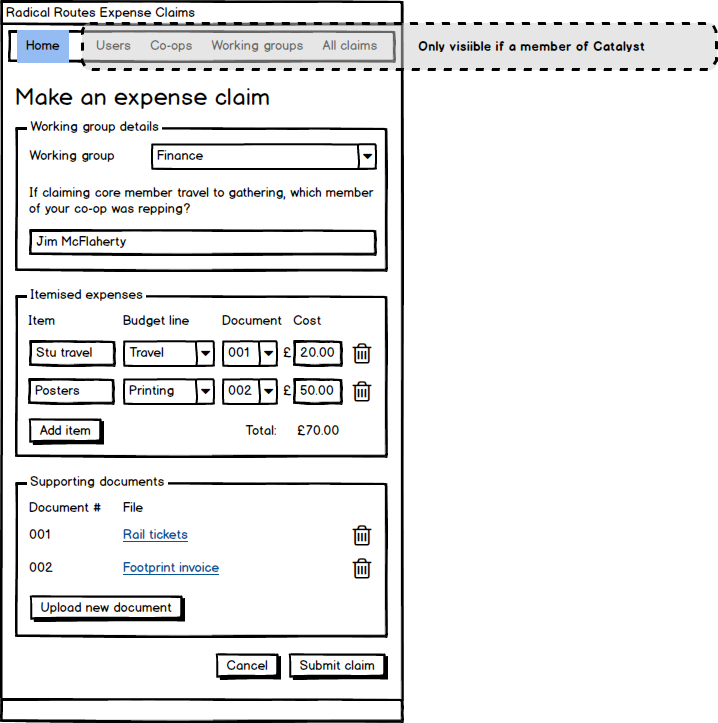 Radical Routes Expense Claims
Home Users Co-ops Working groups All claims Only visiible if a member of Catalyst
Make an expense claim
Working group details
Working group Finance
If claiming core member travel to gathering, which member
of your co-op was repping?
Jim McFlaherty
Itemised expenses
Item Budget line Document Cost
Stu travel Travel 001 £ 20.00
Posters Printing 002 £ 50.00
Add item Total: £70.00
Supporting documents
Document # File
001 Rail tickets
002 Footprint invoice
Upload new document
Cancel Submit claim